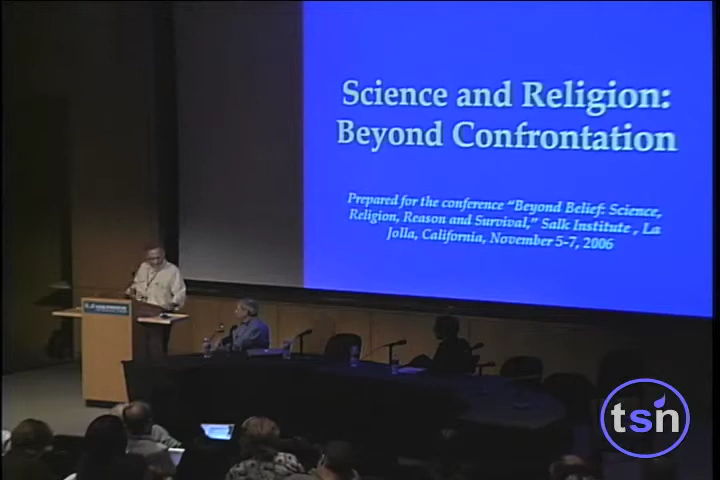 Science and Religion:
Beyond Confrontation
Prepared for the conference "Beyond Belief: Science,
Religion, Reason and Survival," Salk Institute , La
Jolla, California, November 5-7, 2006
tsn